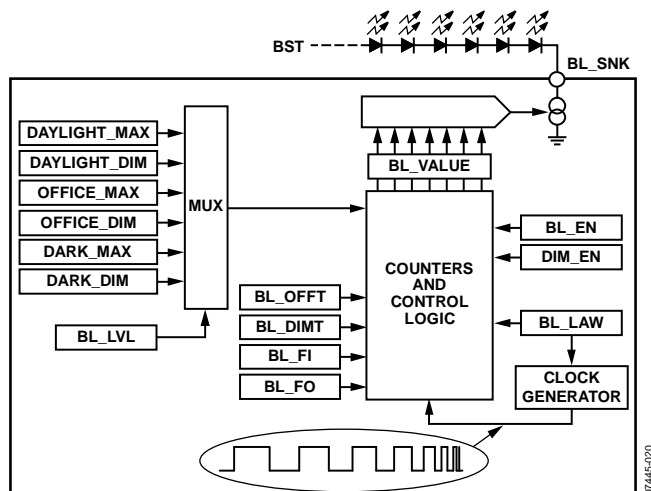 BST
BL_SNK
DAYLIGHT_MAX
DAYLIGHT_DIM
OFFICE_MAX
OFFICE_DIM
DARK_MAX
DARK_DIM
MUX
BL_LVL
BL_VALUE
COUNTERS
AND
CONTROL
LOGIC
BL_OFFT
BL_DIMT
BL_FI
BL_FO
BL_EN
DIM_EN
BL_LAW
CLOCK
GENERATOR
7445-020